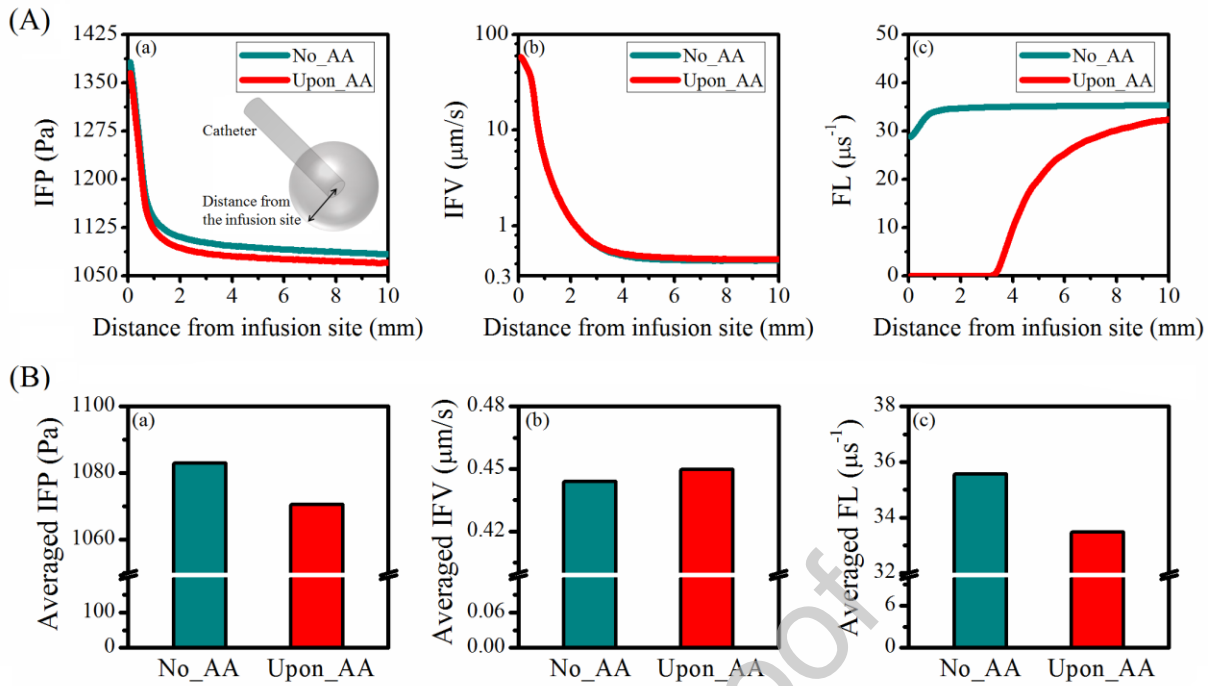 (A)
(a)
No_AA
Upon_AA
Catheter
Distance from
the infusion site
IFP (Pa)
1425
1350
1275
1200
1125
1050
0 2 4 6 8 10
Distance from infusion site (mm)
(b)
No_AA
Upon_AA
IFV (μm/s)
100
10
1
0.3
0 2 4 6 8 10
Distance from infusion site (mm)
(c)
No_AA
Upon_AA
FL (μs⁻¹)
50
40
30
20
10
0
0 2 4 6 8 10
Distance from infusion site (mm)
(B)
(a)
Averaged IFP (Pa)
1100
1080
1060
100
0
No_AA Upon_AA
(b)
Averaged IFV (μm/s)
0.48
0.45
0.42
0.06
0.00
No_AA Upon_AA
(c)
Averaged FL (μs⁻¹)
38
36
34
32
6
0
No_AA Upon_AA
oof